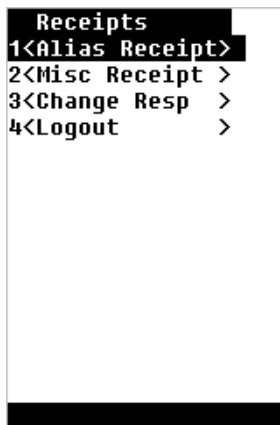 Receipts
1<Alias Receipt>
2<Misc Receipt >
3<Change Resp  >
4<Logout       >